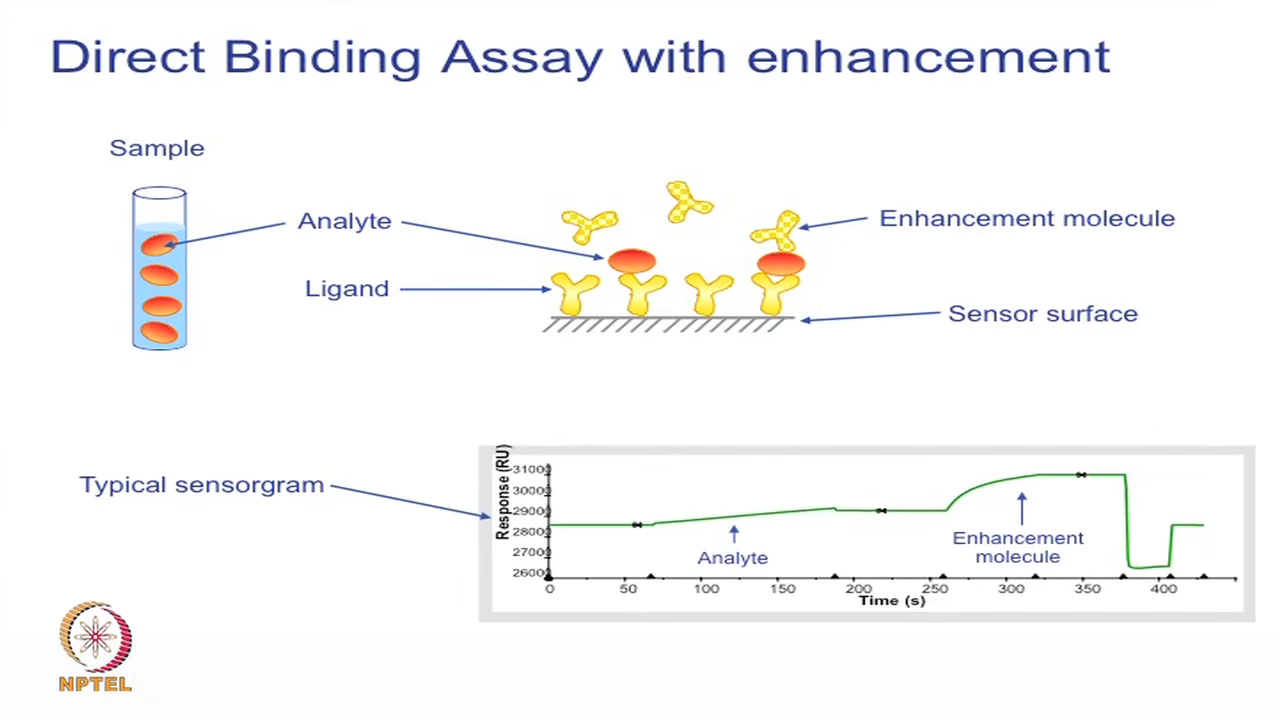 Direct Binding Assay with enhancement
Sample
Analyte
Enhancement molecule
Ligand
Sensor surface
Typical sensorgram
Response (RU)
31000
30000
29000
28000
27000
26000
Analyte
Enhancement
molecule
0 50 100 150 200 250 300 350 400
Time (s)
NPTEL